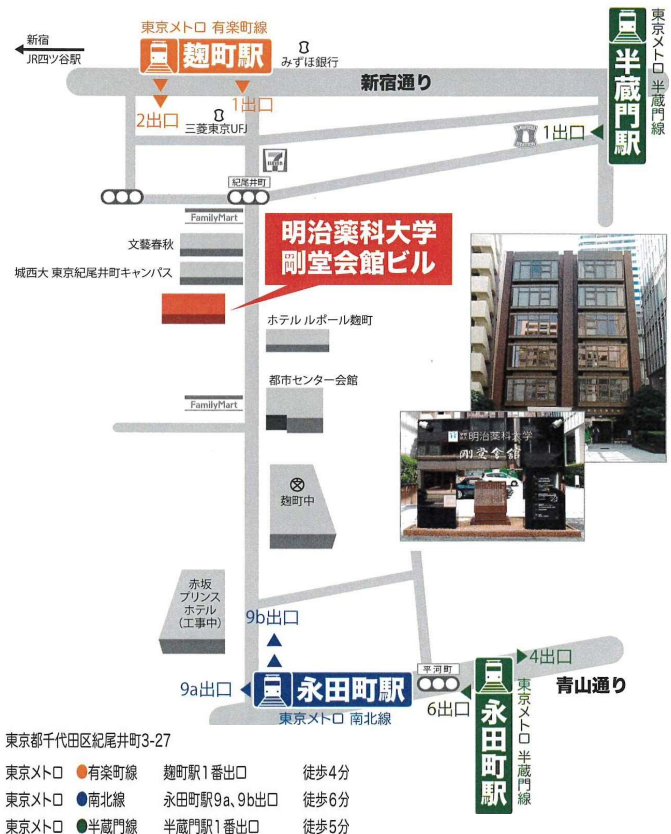 東京メトロ 有楽町線
麹町駅
新宿
JR四ツ谷駅
みずほ銀行
新宿通り
東京メトロ 半蔵門線
半蔵門駅
2出口
1出口
三菱東京UFJ
1出口
紀尾井町
FamilyMart
文藝春秋
城西大 東京紀尾井町キャンパス
明治薬科大学
剛堂会館ビル
ホテル ルポール麹町
都市センター会館
FamilyMart
明治薬科大学
剛堂会館
麹町中
赤坂
プリンス
ホテル
(工事中)
9b出口
9a出口
永田町駅
東京メトロ 南北線
平河町
4出口
6出口
青山通り
永田町駅
東京メトロ 半蔵門線
東京都千代田区紀尾井町3-27
東京メトロ ●有楽町線 麹町駅1番出口 徒歩4分
東京メトロ ●南北線 永田町駅9a、9b出口 徒歩6分
東京メトロ ●半蔵門線 半蔵門駅1番出口 徒歩5分